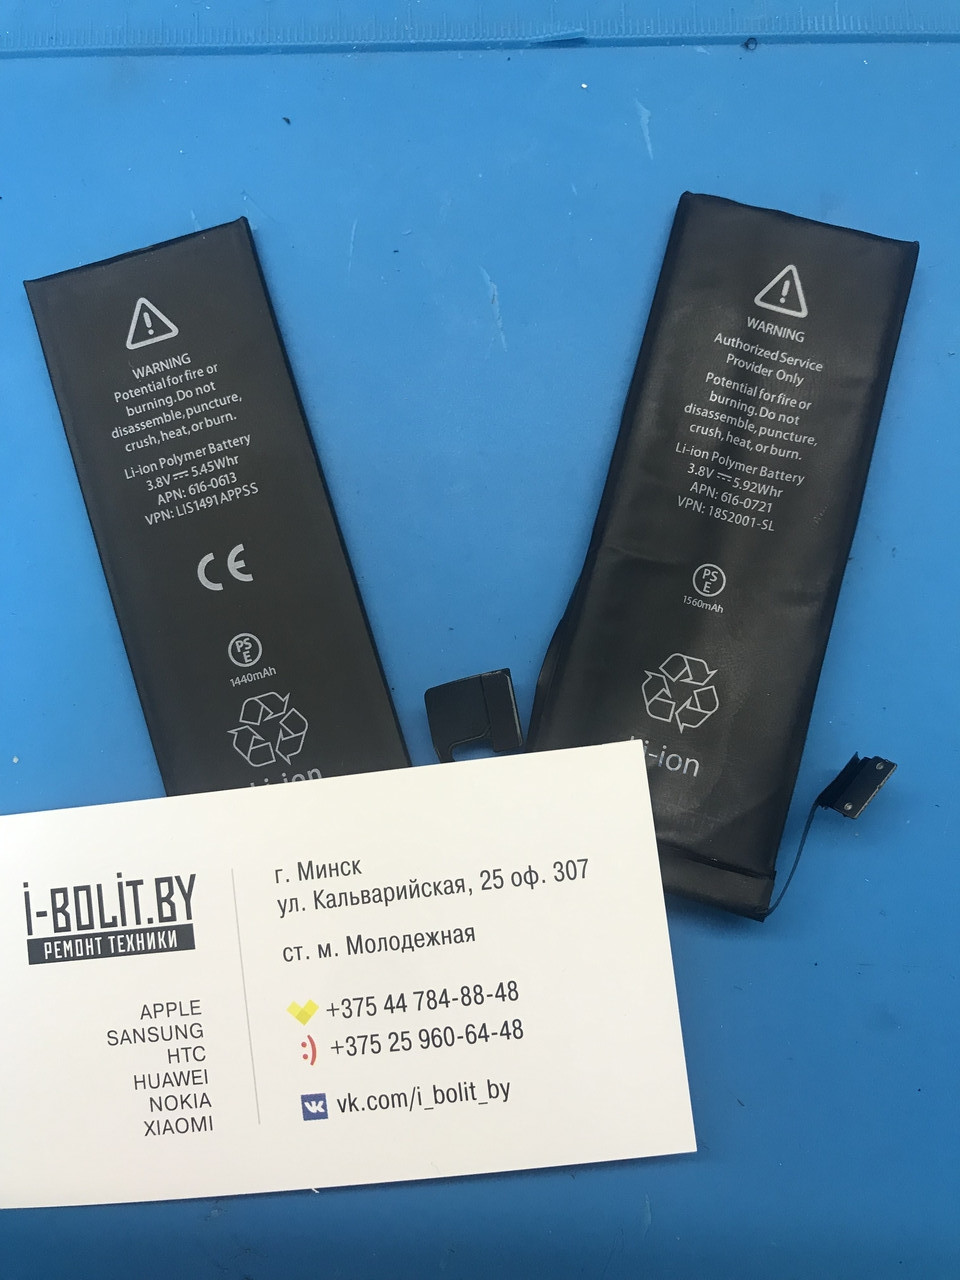 WARNING
Potential for fire or
burning. Do not
disassemble, puncture,
crush, heat, or burn.
Li-ion Polymer Battery
3.8V 5.45Whr
APN: 616-0613
VPN: LIS1491APPSS
CE
PSE
1440mAh
Li-ion
WARNING
Authorized Service
Provider Only
Potential for fire or
burning. Do not
disassemble, puncture,
crush, heat, or burn.
Li-ion Polymer Battery
3.8V 5.92Whr
APN: 616-0721
VPN: 18S2001-SL
PSE
1560mAh
Li-ion
i-BOLiT.BY
РЕМОНТ ТЕХНИКИ
APPLE
SANSUNG
HTC
HUAWEI
NOKIA
XIAOMI
г. Минск
ул. Кальварийская, 25 оф. 307
ст. м. Молодежная
+375 44 784-88-48
:) +375 25 960-64-48
vk.com/i_bolit_by